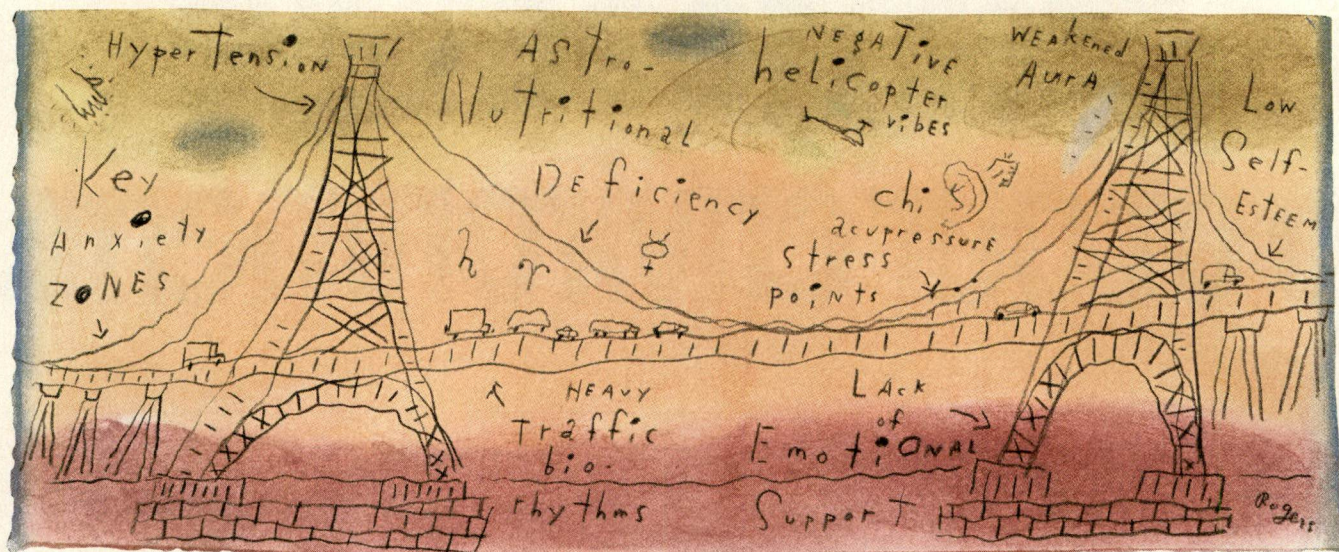 HyperTension
Key
Anxiety
ZONES
Astro-
Nutritional
Deficiency
NEGATIVE
helicopter
vibes
WEAKENED
AURA
Low
Self-
ESTEEM
chi
acupressure
stress
points
HEAVY
Traffic
bio-
rhythms
LAck
of
EmotiONAL
SupporT
Rogers